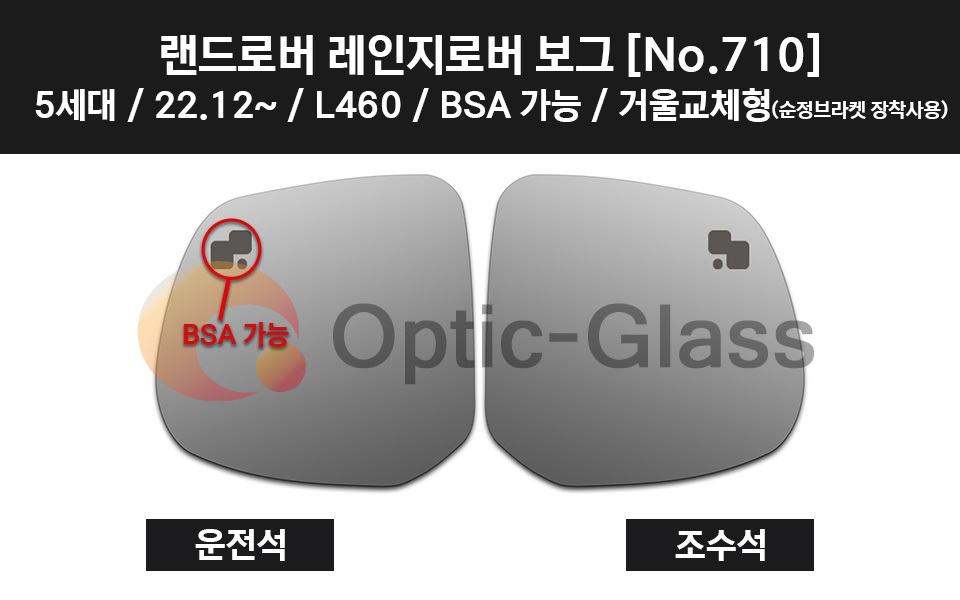 랜드로버 레인지로버 보그 [No.710]
5세대 / 22.12~ / L460 / BSA 가능 / 거울교체형(순정브라켓 장착사용)
BSA 가능
Optic-Glass
운전석
조수석